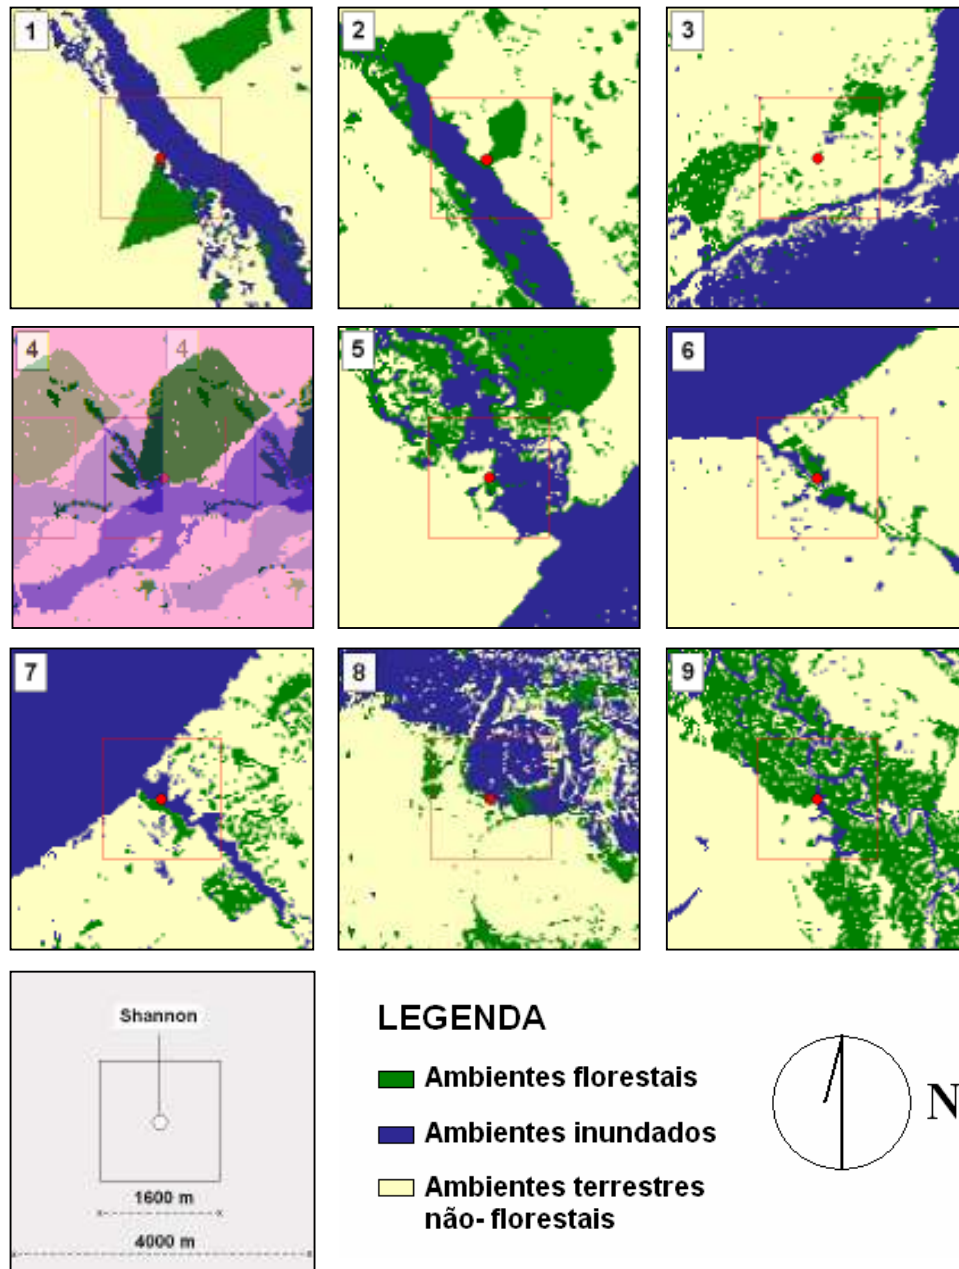 1
2
3
4
4
5
6
7
8
9
Shannon
1600 m
4000 m
LEGENDA
Ambientes florestais
Ambientes inundados
Ambientes terrestres
não- florestais
N